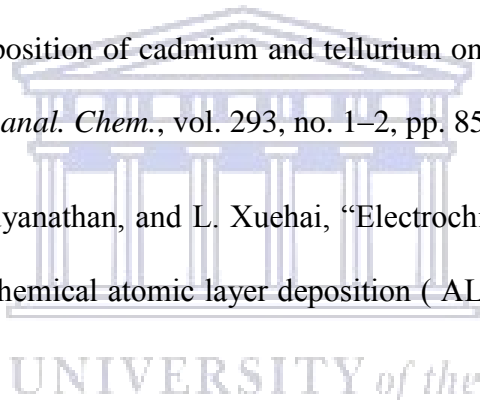 position of cadmium and tellurium on
anal. Chem., vol. 293, no. 1–2, pp. 85
iyanathan, and L. Xuehai, “Electrochi
hemical atomic layer deposition ( AL
UNIVERSITY of the